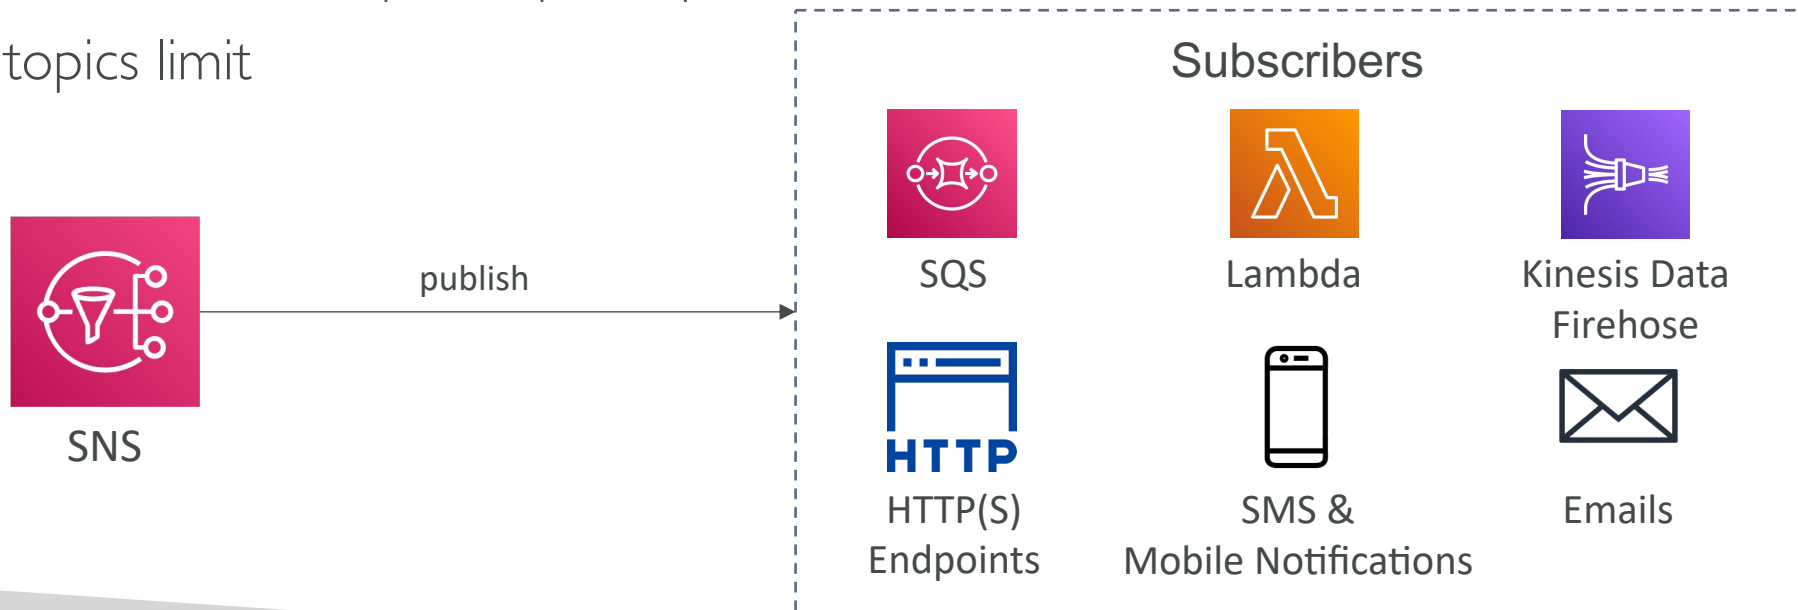 topics limit
Subscribers
SQS
Lambda
Kinesis Data
Firehose
publish
SNS
HTTP
HTTP(S)
Endpoints
SMS &
Mobile Notifications
Emails